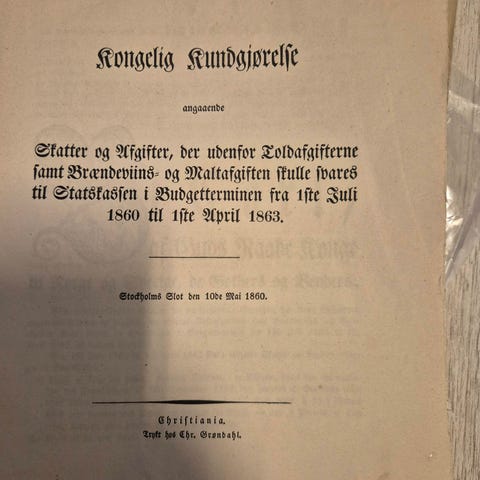 Kongelig Kundgjørelse
angaaende
Skatter og Afgifter, der udenfor Toldafgifterne
samt Brændeviins- og Maltafgiften skulle svares
til Statskassen i Budgetterminen fra 1ste Juli
1860 til 1ste April 1863.
Stockholms Slot den 10de Mai 1860.
Christiania.
Trykt hos Chr. Grøndahl.